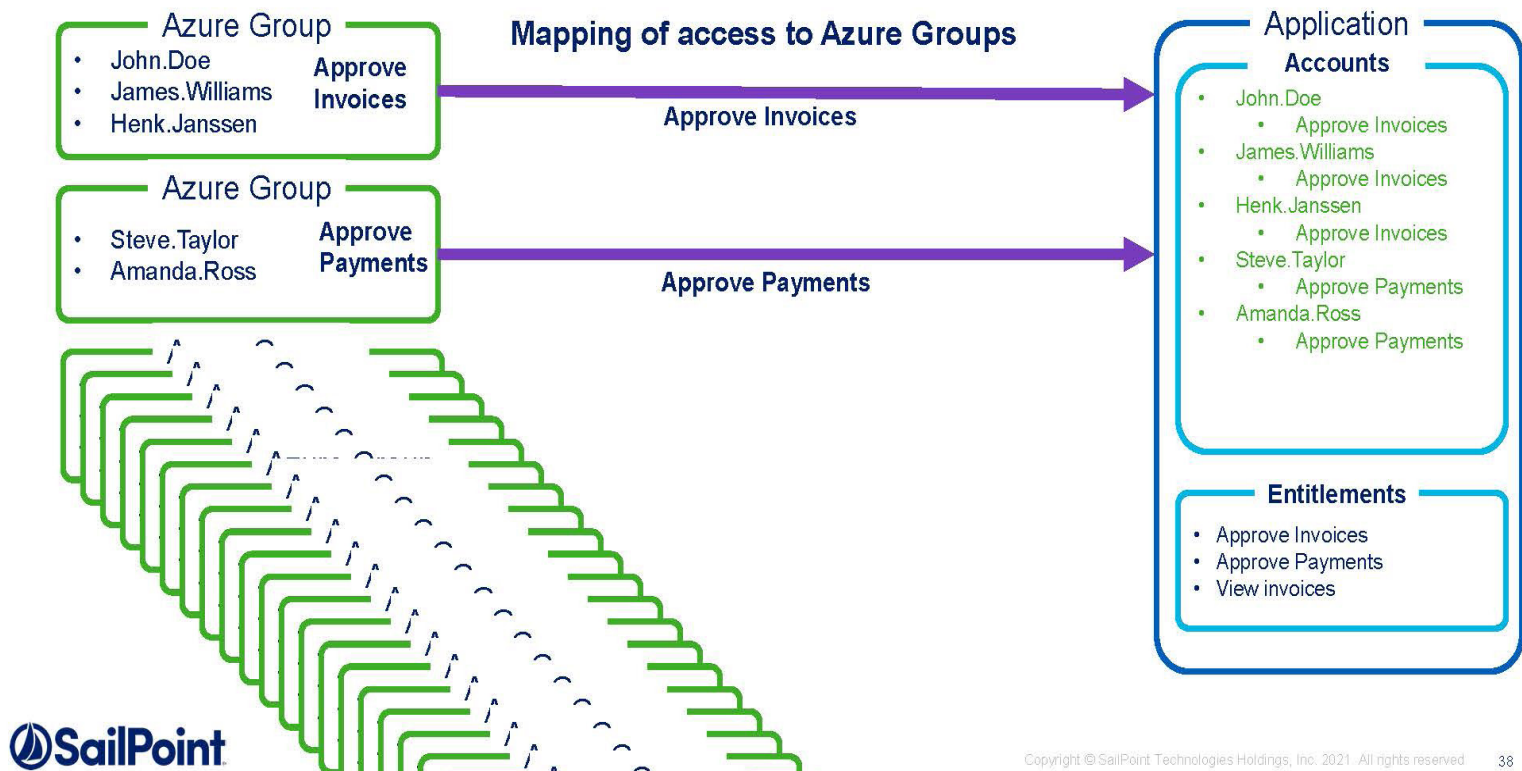 Mapping of access to Azure Groups
Azure Group
• John.Doe
• James.Williams
• Henk.Janssen
Approve
Invoices
Approve Invoices
Azure Group
• Steve.Taylor
• Amanda.Ross
Approve
Payments
Approve Payments
Application
Accounts
• John.Doe
• Approve Invoices
• James.Williams
• Approve Invoices
• Henk.Janssen
• Approve Invoices
• Steve.Taylor
• Approve Payments
• Amanda.Ross
• Approve Payments
Entitlements
• Approve Invoices
• Approve Payments
• View invoices
SailPoint
Copyright © SailPoint Technologies Holdings, Inc. 2021. All rights reserved.
38